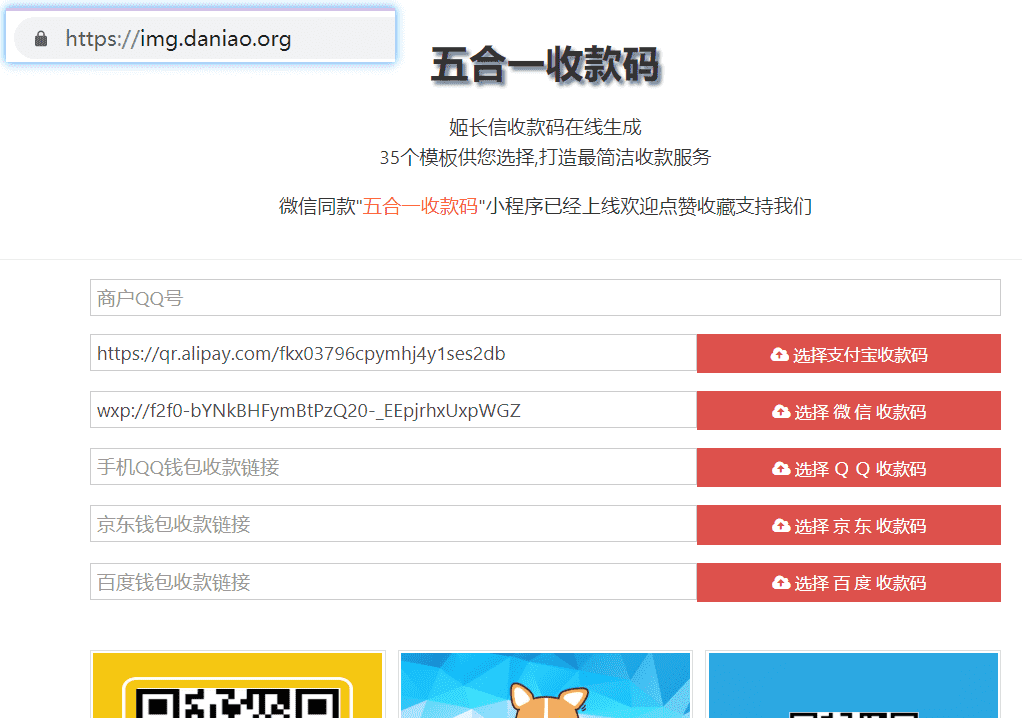 https://img.daniao.org
五合一收款码
姬长信收款码在线生成
35个模板供您选择,打造最简洁收款服务
微信同款"五合一收款码"小程序已经上线欢迎点赞收藏支持我们
商户QQ号
https://qr.alipay.com/fkx03796cpymhj4y1ses2db
选择支付宝收款码
wxp://f2f0-bYNkBHFymBtPzQ20-_EEpjrhxUxpWGZ
选择 微 信 收款码
手机QQ钱包收款链接
选择 Q Q 收款码
京东钱包收款链接
选择 京 东 收款码
百度钱包收款链接
选择 百 度 收款码